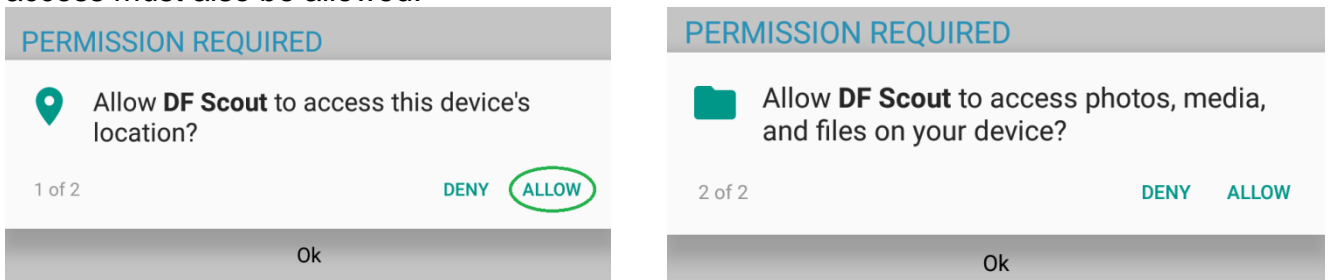 access must also be allowed.
PERMISSION REQUIRED
Allow DF Scout to access this device's
location?
1 of 2
DENY ALLOW
Ok
PERMISSION REQUIRED
Allow DF Scout to access photos, media,
and files on your device?
2 of 2
DENY ALLOW
Ok